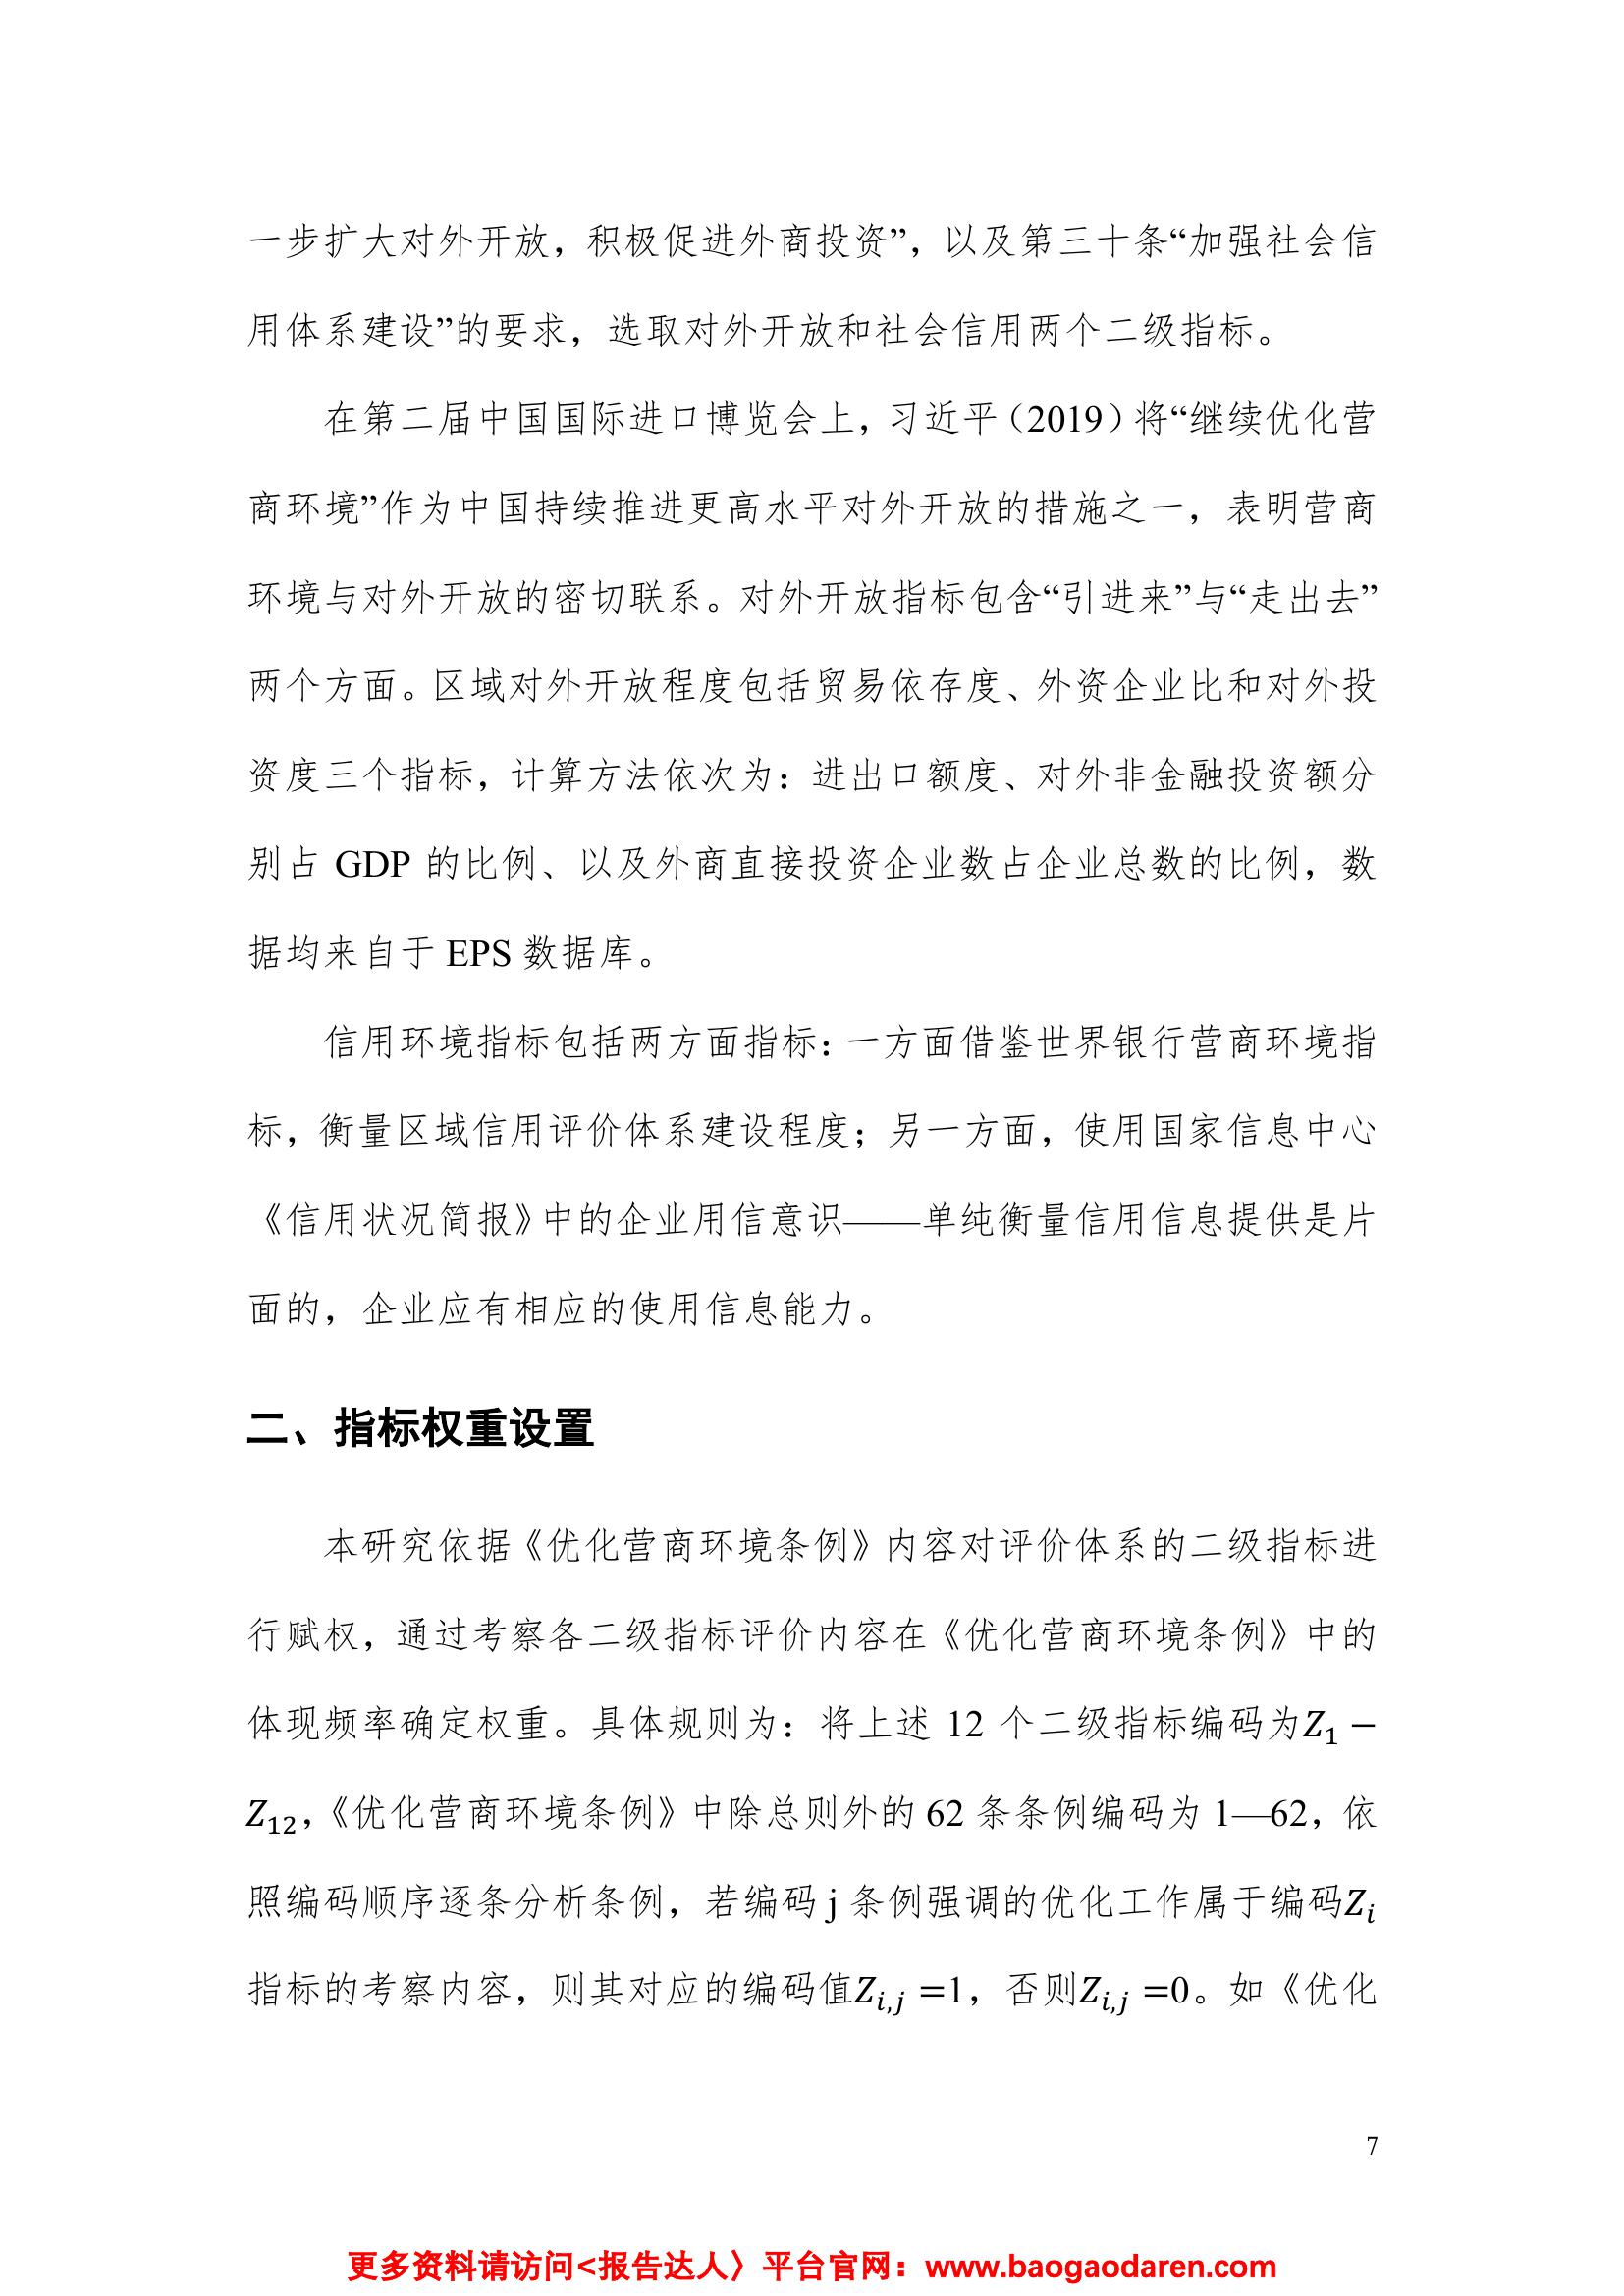 一步扩大对外开放，积极促进外商投资”，以及第三十条“加强社会信
用体系建设”的要求，选取对外开放和社会信用两个二级指标。
在第二届中国国际进口博览会上，习近平（2019）将“继续优化营
商环境”作为中国持续推进更高水平对外开放的措施之一，表明营商
环境与对外开放的密切联系。对外开放指标包含“引进来”与“走出去”
两个方面。区域对外开放程度包括贸易依存度、外资企业比和对外投
资度三个指标，计算方法依次为：进出口额度、对外非金融投资额分
别占 GDP 的比例、以及外商直接投资企业数占企业总数的比例，数
据均来自于 EPS 数据库。
信用环境指标包括两方面指标：一方面借鉴世界银行营商环境指
标，衡量区域信用评价体系建设程度；另一方面，使用国家信息中心
《信用状况简报》中的企业用信意识——单纯衡量信用信息提供是片
面的，企业应有相应的使用信息能力。
二、指标权重设置
本研究依据《优化营商环境条例》内容对评价体系的二级指标进
行赋权，通过考察各二级指标评价内容在《优化营商环境条例》中的
体现频率确定权重。具体规则为：将上述 12 个二级指标编码为Z₁ −
Z₁₂，《优化营商环境条例》中除总则外的 62 条条例编码为 1—62，依
照编码顺序逐条分析条例，若编码 j 条例强调的优化工作属于编码Zᵢ
指标的考察内容，则其对应的编码值Zᵢ,ⱼ =1，否则Zᵢ,ⱼ =0。如《优化
7
更多资料请访问<报告达人〉平台官网：www.baogaodaren.com